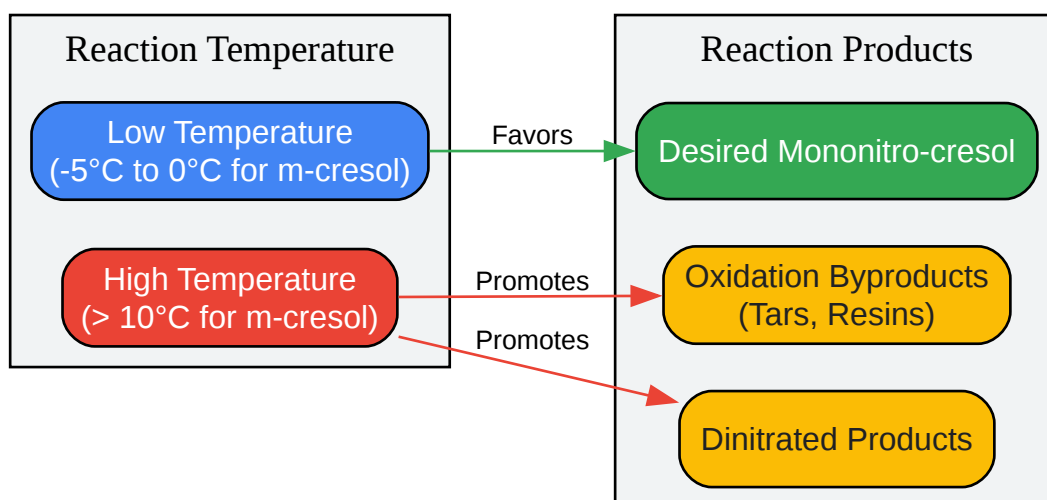 Reaction Temperature
Low Temperature
(-5°C to 0°C for m-cresol)
High Temperature
(> 10°C for m-cresol)
Favors
Promotes
Promotes
Reaction Products
Desired Mononitro-cresol
Oxidation Byproducts
(Tars, Resins)
Dinitrated Products